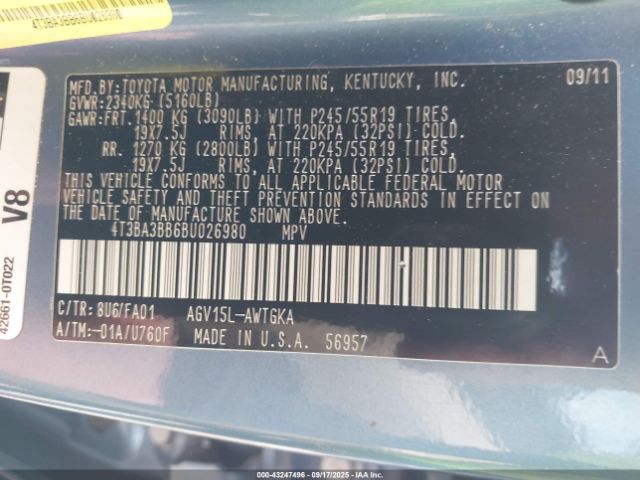 4T3BA3BB6BU026980
42661-0T022
V8
MFD.BY:TOYOTA MOTOR MANUFACTURING, KENTUCKY, INC. 09/11
GVWR:2340KG (5160LB)
GAWR:FRT.1400 KG (3090LB) WITH P245/55R19 TIRES,
19X7.5J RIMS, AT 220KPA (32PSI) COLD.
RR. 1270 KG (2800LB) WITH P245/55R19 TIRES,
19X7.5J RIMS, AT 220KPA (32PSI) COLD.
THIS VEHICLE CONFORMS TO ALL APPLICABLE FEDERAL MOTOR
VEHICLE SAFETY AND THEFT PREVENTION STANDARDS IN EFFECT ON
THE DATE OF MANUFACTURE SHOWN ABOVE.
4T3BA3BB6BU026980 MPV
C/TR: 8U6/FA01 AGV15L-AWTGKA
A/TM:-01A/U760F MADE IN U.S.A. 56957 A
000-43247496 - 09/17/2025 - IAAI.COM